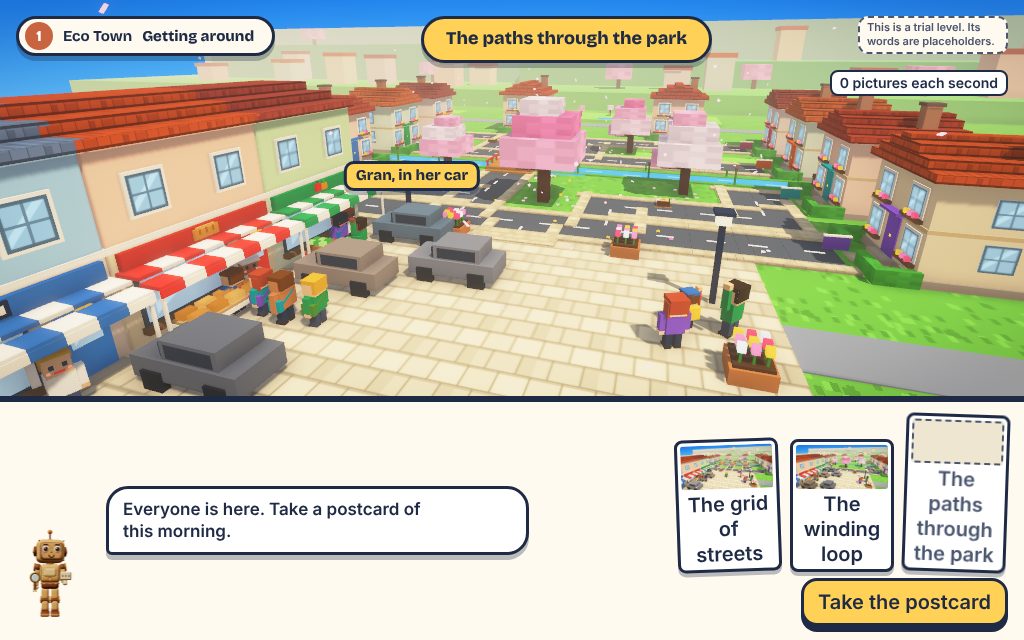 1 Eco Town Getting around
The paths through the park
This is a trial level. Its
words are placeholders.
0 pictures each second
Gran, in her car
Everyone is here. Take a postcard of
this morning.
The grid
of
streets
The
winding
loop
The
paths
through
the park
Take the postcard